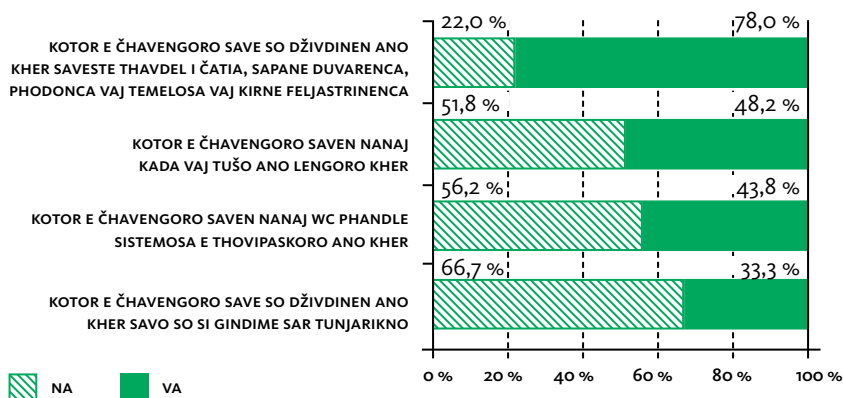 22,0 % 78,0 %
KOTOR E ČHAVENGORO SAVE SO DŽIVDINEN ANO
KHER SAVESTE THAVDEL I ČATIA, SAPANE DUVARENCA,
PHODONCA VAJ TEMELOSA VAJ KIRNE FELJASTRINENCA
51,8 % 48,2 %
KOTOR E ČHAVENGORO SAVEN NANAJ
KADA VAJ TUŠO ANO LENGORO KHER
56,2 % 43,8 %
KOTOR E ČHAVENGORO SAVEN NANAJ WC PHANDLE
SISTEMOSA E THOVIPASKORO ANO KHER
66,7 % 33,3 %
KOTOR E ČHAVENGORO SAVE SO DŽIVDINEN ANO
KHER SAVO SO SI GINDIME SAR TUNJARIKNO
0 % 20 % 40 % 60 % 80 % 100 %
NA VA